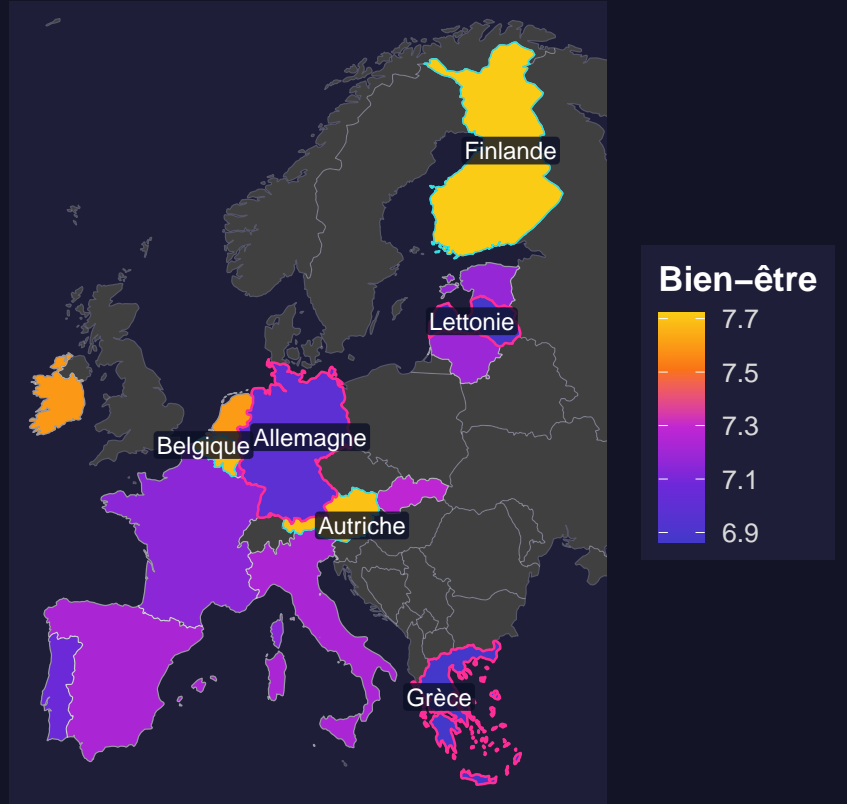 Finlande
Bien–être
7.7
Lettonie
7.5
7.3
Belgique
Allemagne
7.1
Autriche
6.9
Grèce